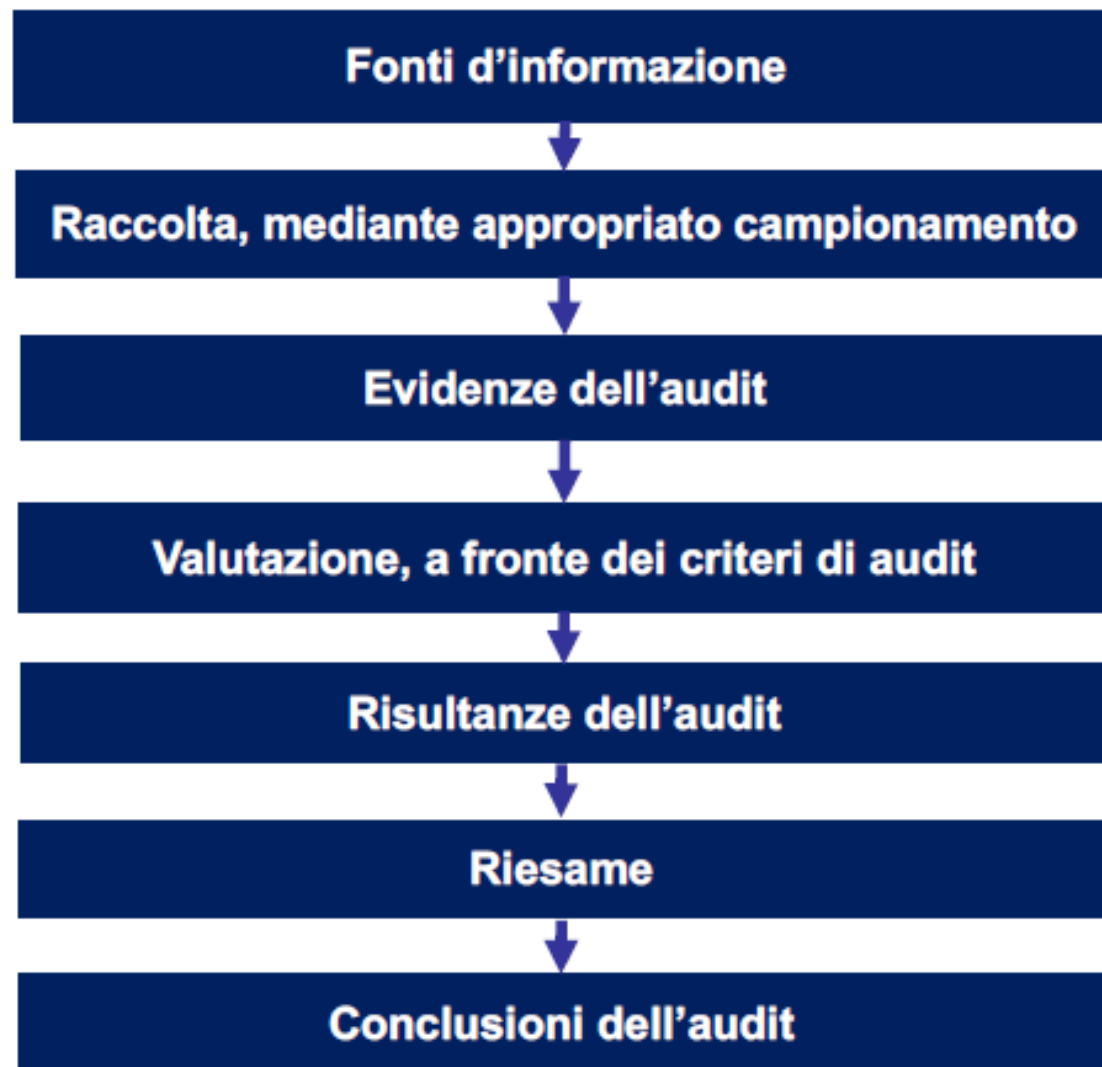 Fonti d’informazione
Raccolta, mediante appropriato campionamento
Evidenze dell’audit
Valutazione, a fronte dei criteri di audit
Risultanze dell’audit
Riesame
Conclusioni dell’audit